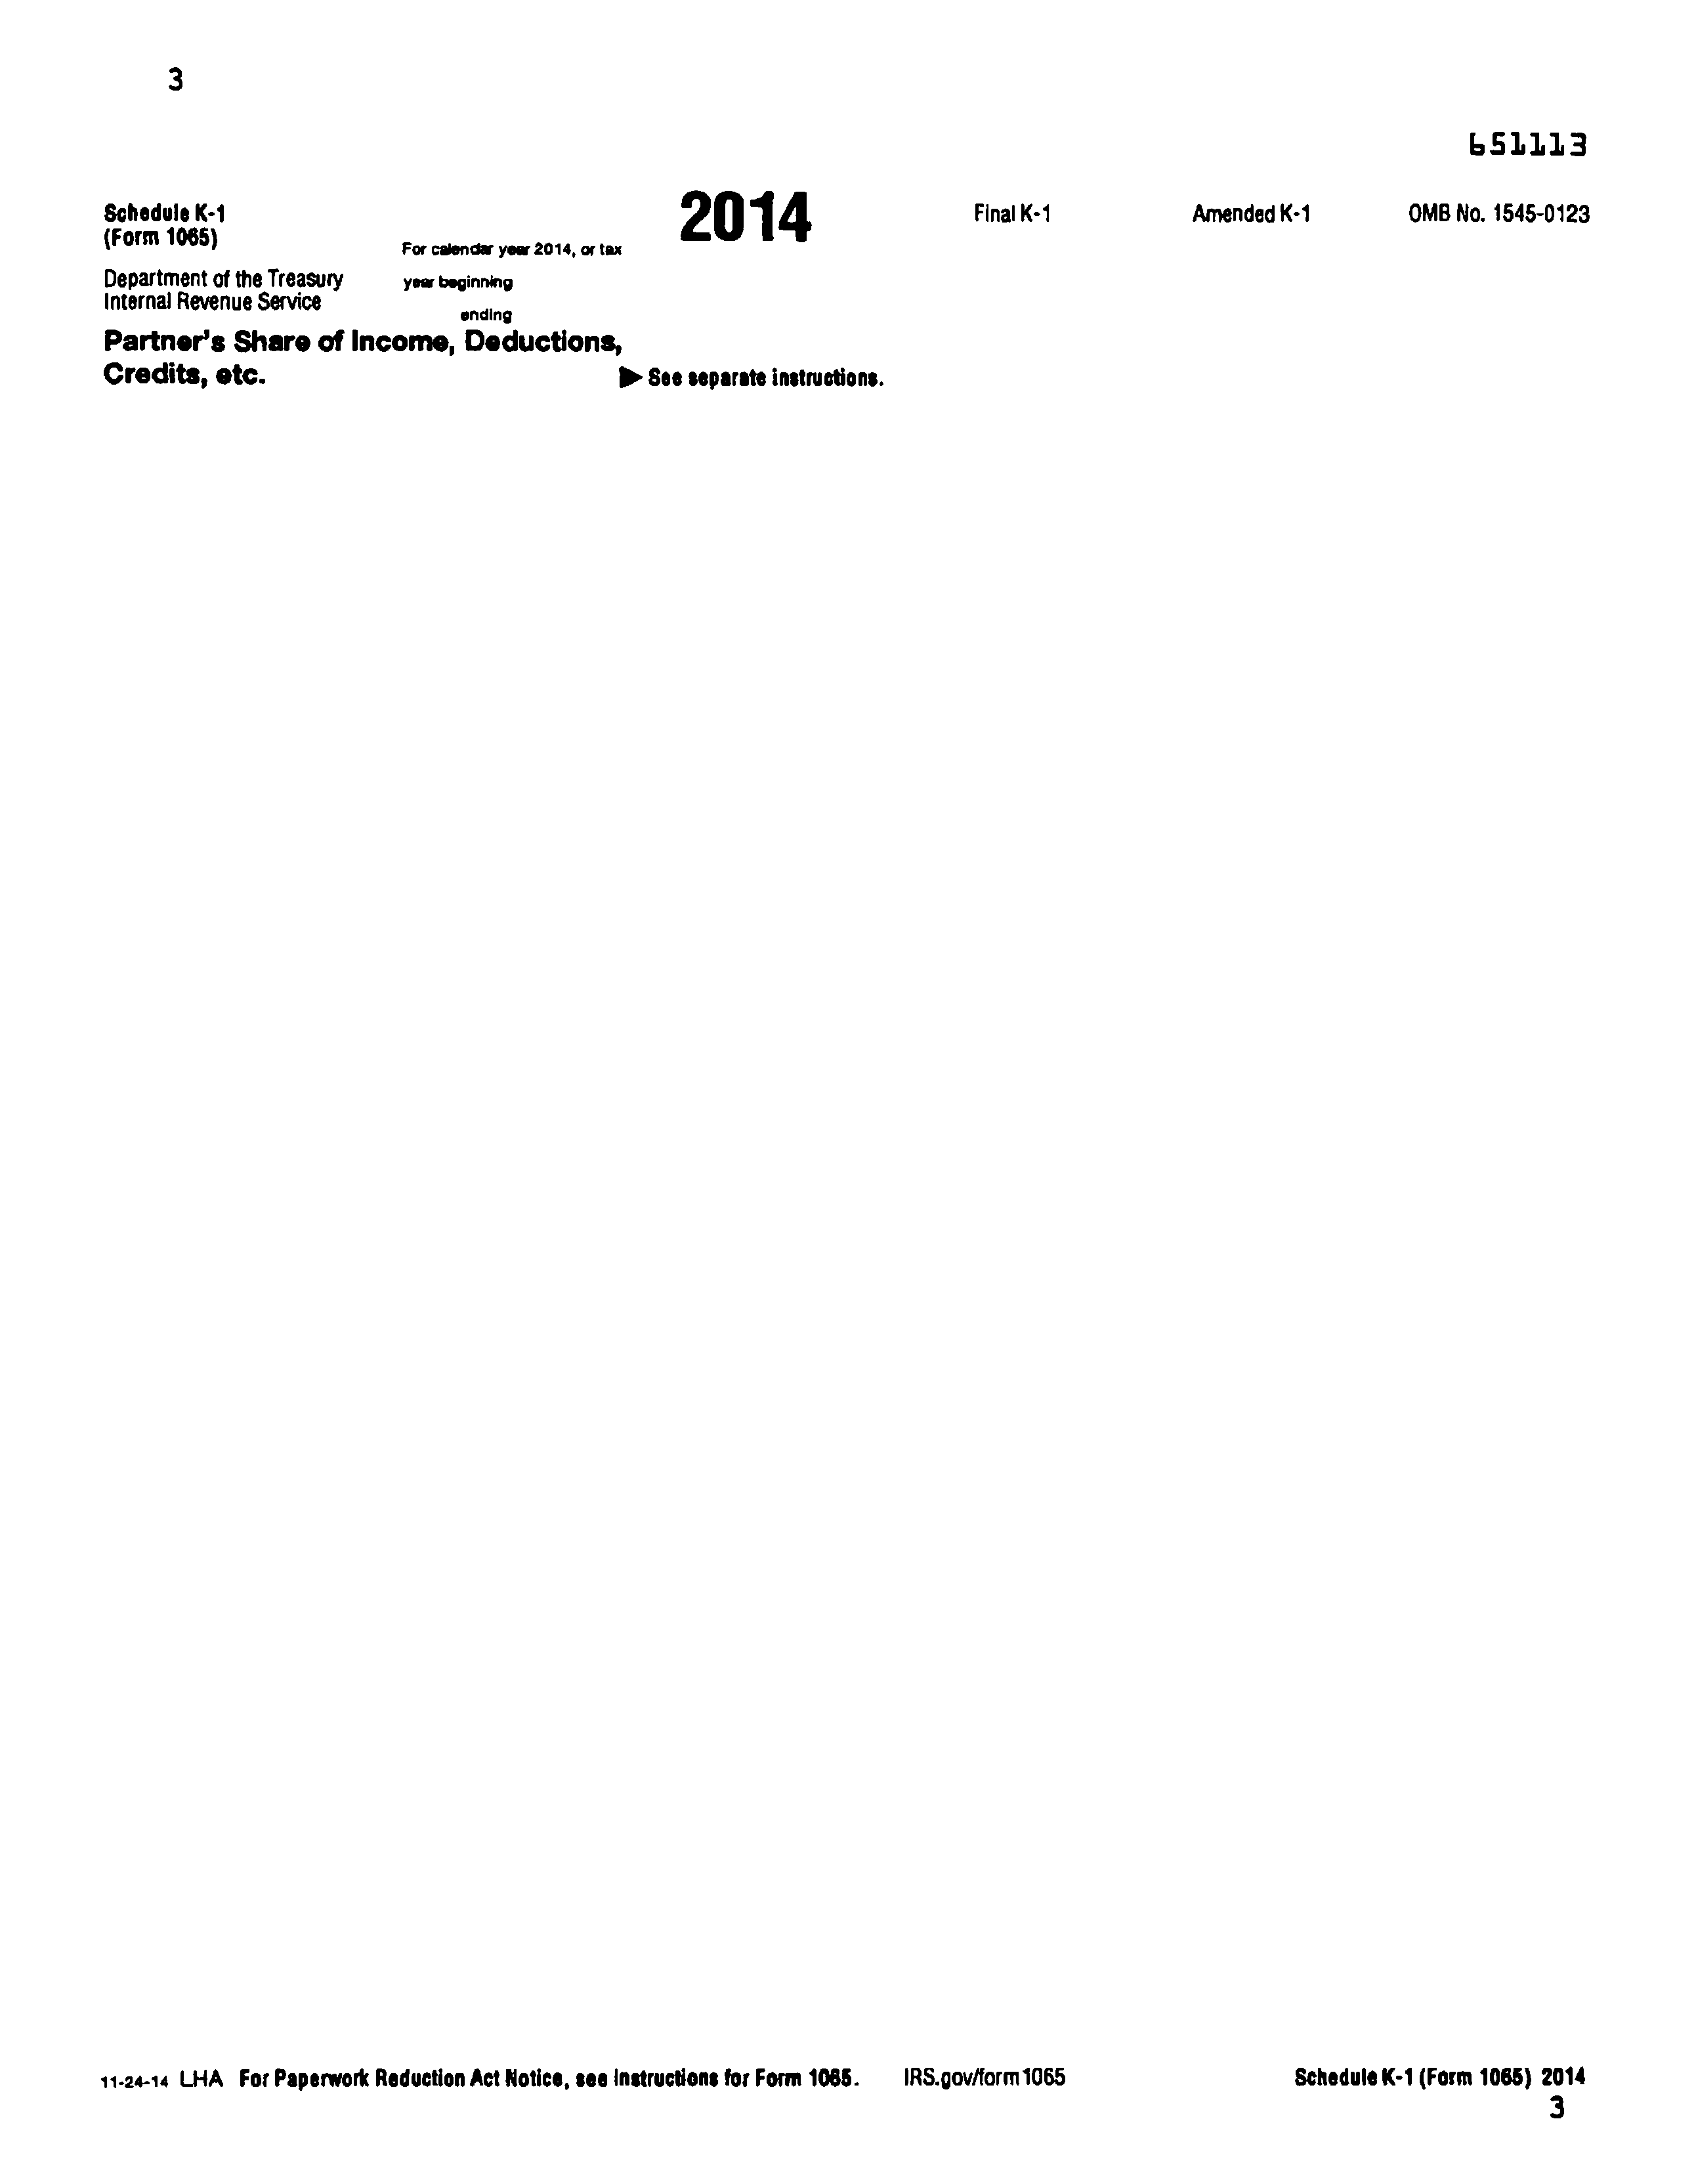 3
651113
Schedule K-1
(Form 1065)
2014
Final K-1 Amended K-1 OMB No. 1545-0123
For calendar year 2014, or tax
Department of the Treasury
year beginning
Internal Revenue Service
ending
Partner's Share of Income, Deductions,
Credits, etc.
▶ See separate instructions.
11-24-14 LHA For Paperwork Reduction Act Notice, see Instructions for Form 1065. IRS.gov/form1065 Schedule K-1 (Form 1065) 2014
3